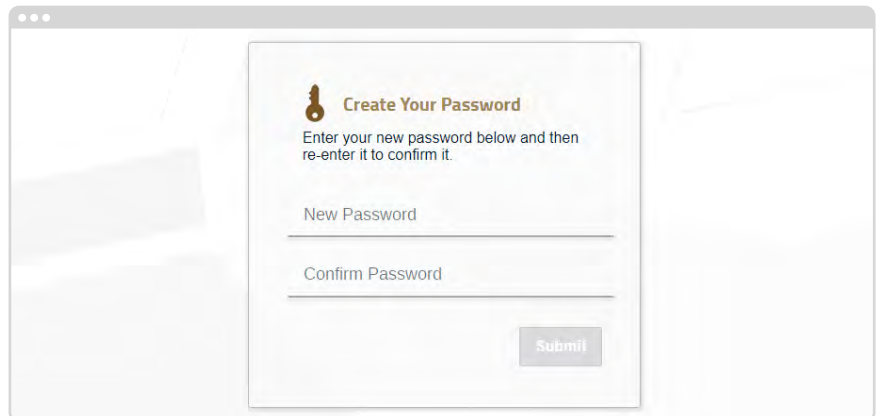 Create Your Password
Enter your new password below and then
re-enter it to confirm it.
New Password
Confirm Password
Submit